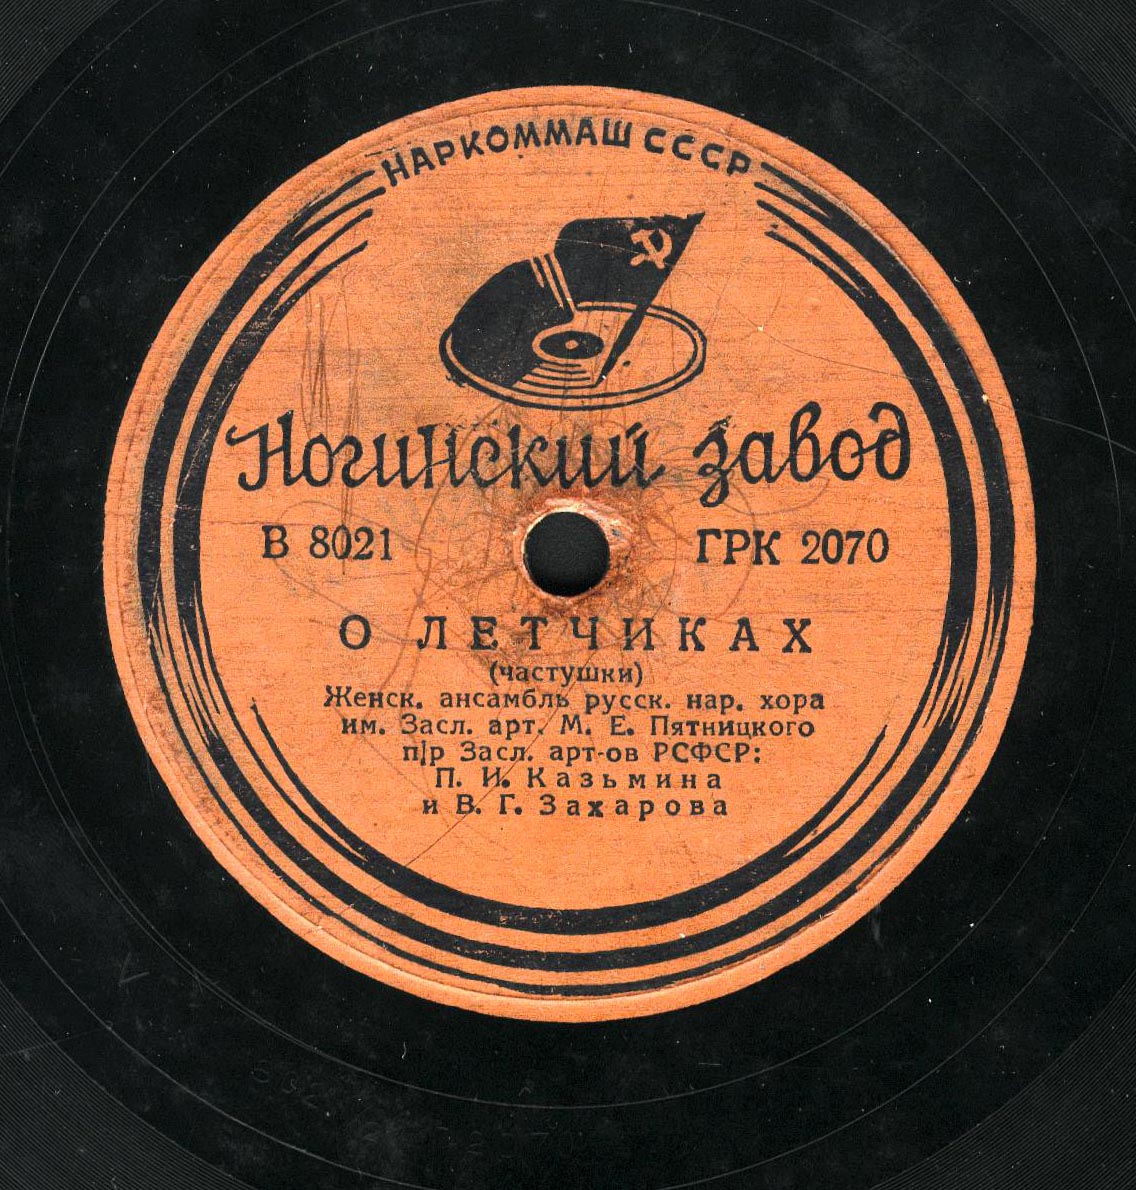 НАРКОММАШ СССР
Ногинский завод
В 8021 ГРК 2070
О ЛЕТЧИКАХ
(частушки)
Женск. ансамбль русск. нар. хора
им. Засл. арт. М. Е. Пятницкого
п|р Засл. арт-ов РСФСР:
П. И. Казьмина
и В. Г. Захарова